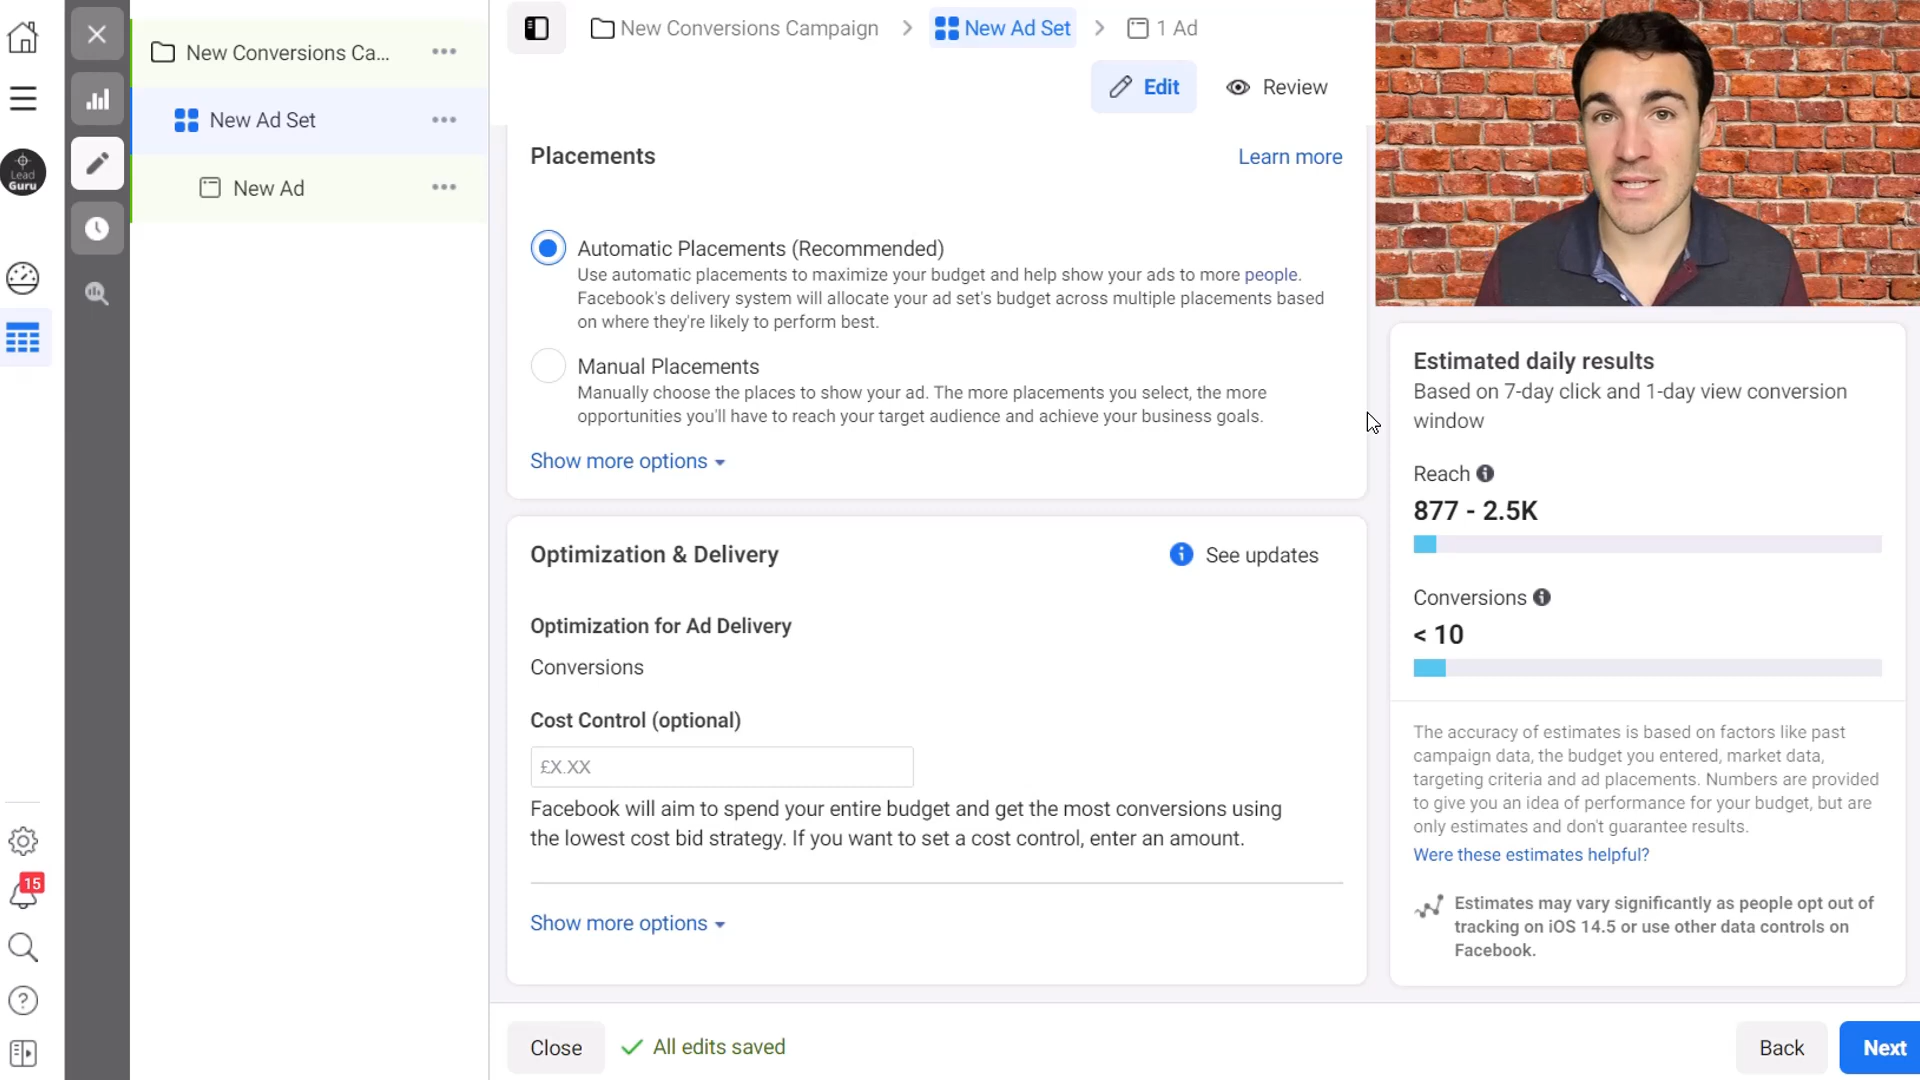 New Conversions Ca...
New Ad Set
New Ad
Lead
Guru
15
New Conversions Campaign
New Ad Set
1 Ad
Edit
Review
Placements
Learn more
Automatic Placements (Recommended)
Use automatic placements to maximize your budget and help show your ads to more people.
Facebook's delivery system will allocate your ad set's budget across multiple placements based
on where they're likely to perform best.
Manual Placements
Manually choose the places to show your ad. The more placements you select, the more
opportunities you'll have to reach your target audience and achieve your business goals.
Show more options
Optimization & Delivery
See updates
Optimization for Ad Delivery
Conversions
Cost Control (optional)
£X.XX
Facebook will aim to spend your entire budget and get the most conversions using
the lowest cost bid strategy. If you want to set a cost control, enter an amount.
Show more options
Close
All edits saved
Back
Next
Estimated daily results
Based on 7-day click and 1-day view conversion
window
Reach
877 - 2.5K
Conversions
< 10
The accuracy of estimates is based on factors like past
campaign data, the budget you entered, market data,
targeting criteria and ad placements. Numbers are provided
to give you an idea of performance for your budget, but are
only estimates and don't guarantee results.
Were these estimates helpful?
Estimates may vary significantly as people opt out of
tracking on iOS 14.5 or use other data controls on
Facebook.